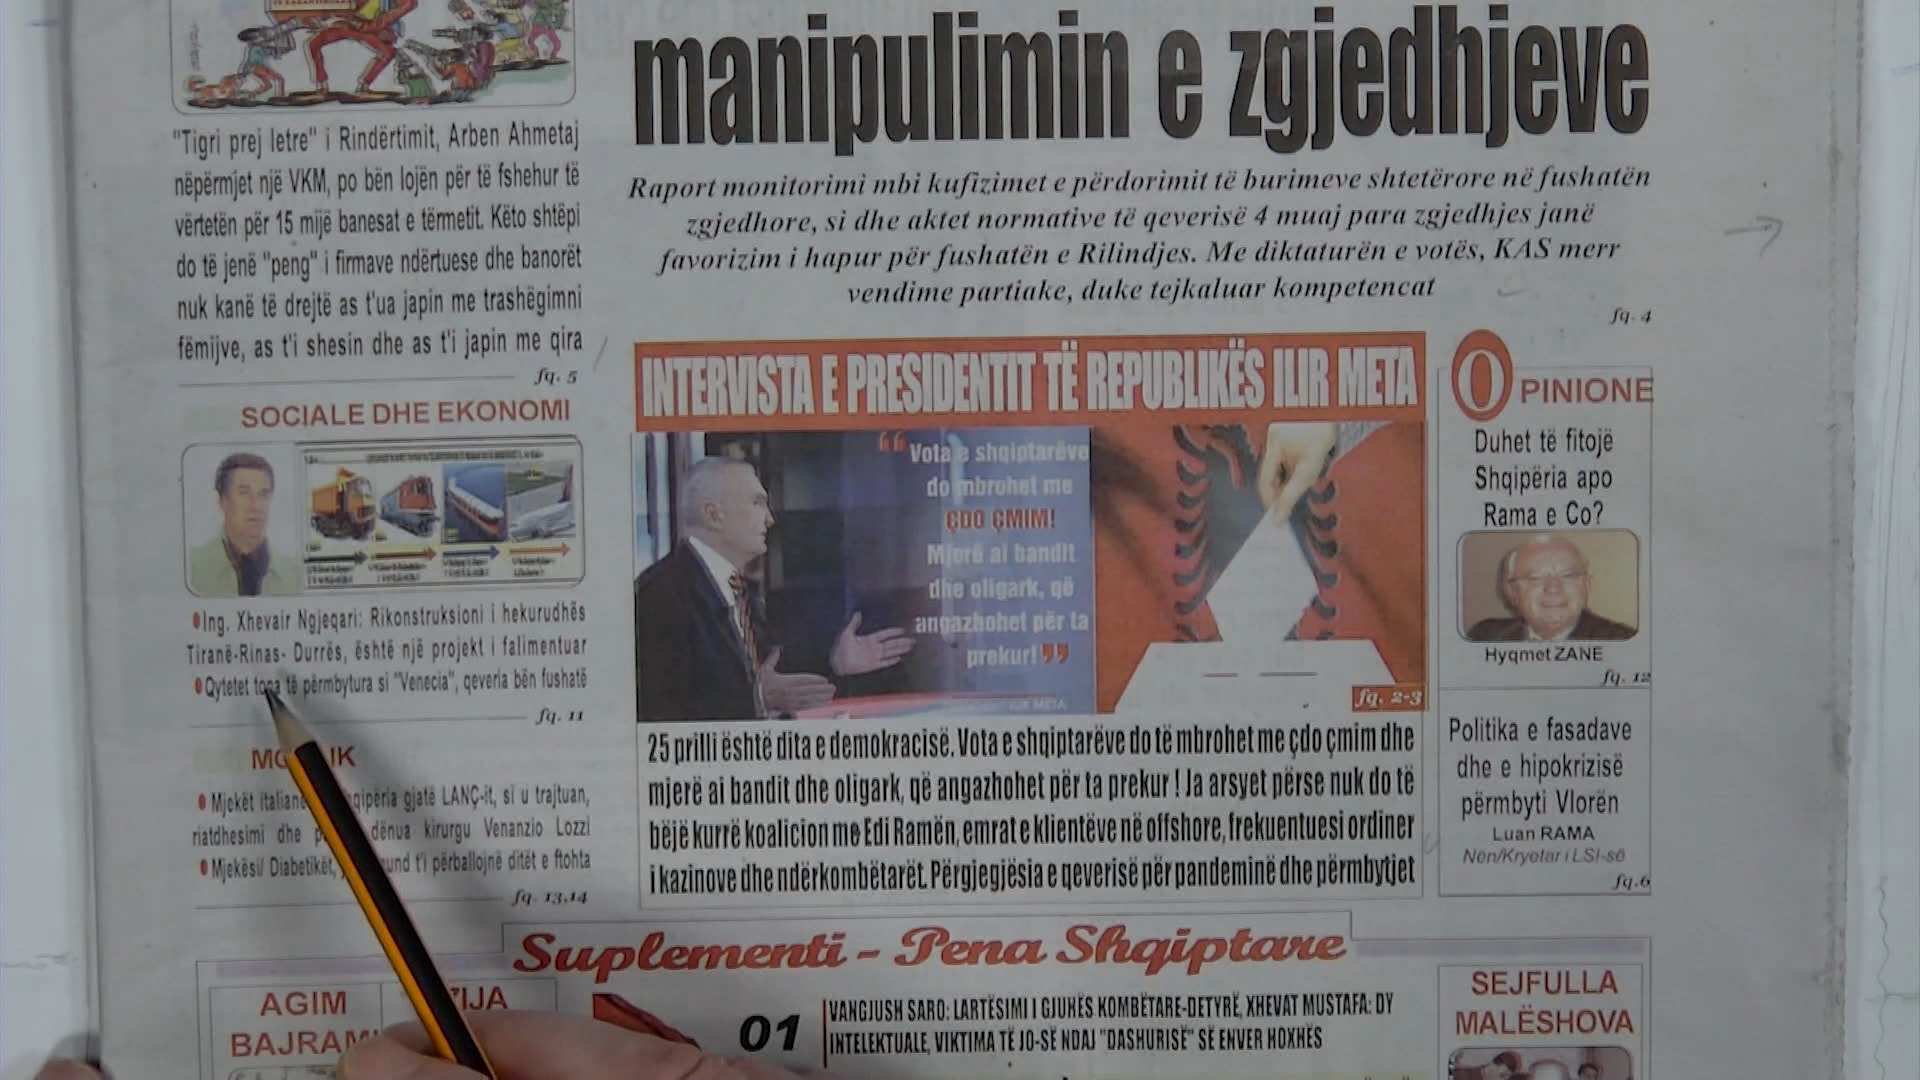 manipulimin e zgjedhjeve
Raport monitorimi mbi kufizimet e përdorimit të burimeve shtetërore në fushatën
zgjedhore, si dhe aktet normative të qeverisë 4 muaj para zgjedhjes janë
favorizim i hapur për fushatën e Rilindjes. Me diktaturën e votës, KAS merr
vendime partiake, duke tejkaluar kompetencat
fq. 4
"Tigri prej letre" i Rindërtimit, Arben Ahmetaj
nëpërmjet një VKM, po bën lojën për të fshehur të
vërtetën për 15 mijë banesat e tërmetit. Këto shtëpi
do të jenë "peng" i firmave ndërtuese dhe banorët
nuk kanë të drejtë as t'ua japin me trashëgimni
fëmijve, as t'i shesin dhe as t'i japin me qira
fq. 5
SOCIALE DHE EKONOMI
Ing. Xhevair Ngjeqari: Rikonstruksioni i hekurudhës
Tiranë-Rinas- Durrës, është një projekt i falimentuar
Qytetet tona të përmbytura si "Venecia", qeveria bën fushatë
fq. 11
Mjekët gjatë LANÇ-it, si u trajtuan,
riatdhesimi dhe dënua kirurgu Venanzio Lozzi
Mjekësi/ Diabetikët, t'i përballojnë ditët e ftohta
fq. 13,14
INTERVISTA E PRESIDENTIT TË REPUBLIKËS ILIR META
"Vota e shqiptarëve
do mbrohet me
ÇDO ÇMIM!
Mjerë ai bandit
dhe oligark, që
angazhohet për ta
prekur!"
ILIR META
fq. 2-3
25 prilli është dita e demokracisë. Vota e shqiptarëve do të mbrohet me çdo çmim dhe
mjerë ai bandit dhe oligark, që angazhohet për ta prekur ! Ja arsyet përse nuk do të
bëjë kurrë koalicion me Edi Ramën, emrat e klientëve në offshore, frekuentuesi ordiner
i kazinove dhe ndërkombëtarët. Përgjegjësia e qeverisë për pandeminë dhe përmbytjet
OPINIONE
Duhet të fitojë
Shqipëria apo
Rama e Co?
Hyqmet ZANE
fq. 12
Politika e fasadave
dhe e hipokrizisë
përmbyti Vlorën
Luan RAMA
Nën/Kryetar i LSI-së
fq.6
Suplementi - Pena Shqiptare
AGIM
01
VANGJUSH SARO: LARTËSIMI I GJUHËS KOMBËTARE-DETYRË, XHEVAT MUSTAFA: DY
INTELEKTUALE, VIKTIMA TË JO-SË NDAJ "DASHURISË" SË ENVER HOXHËS
SEJFULLA
MALËSHOVA